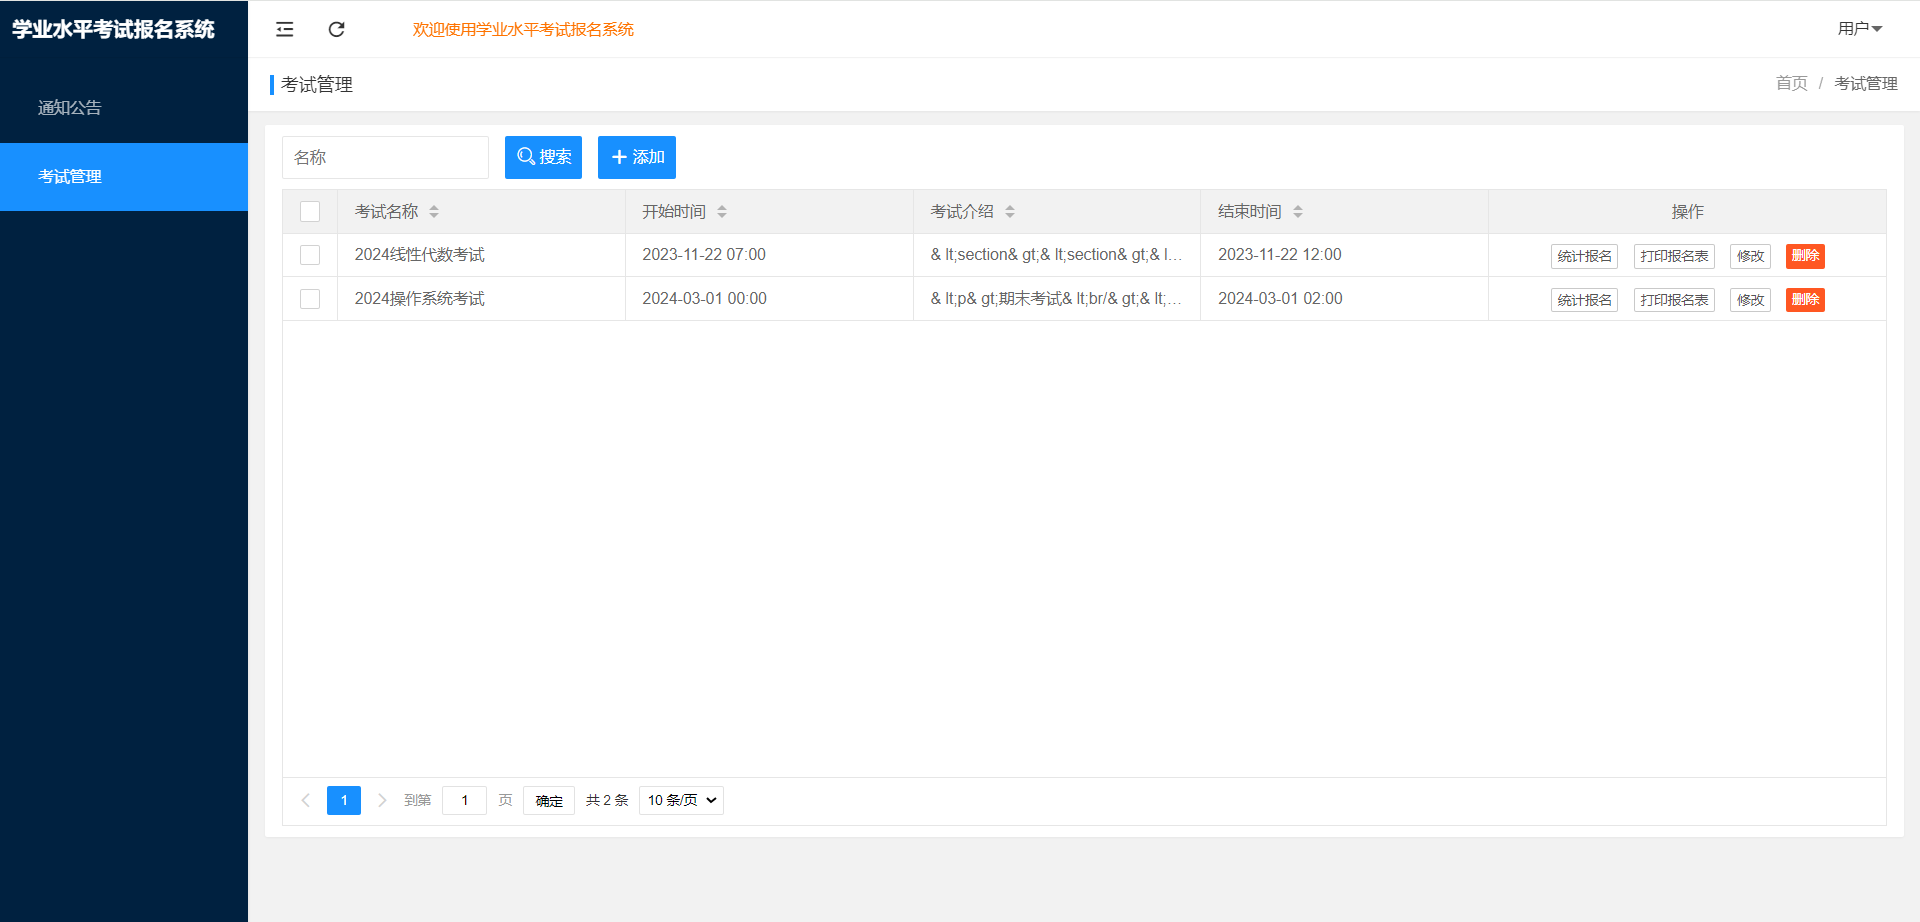 学业水平考试报名系统
欢迎使用学业水平考试报名系统
用户
通知公告
考试管理
考试管理
首页 / 考试管理
名称
搜索
添加
考试名称 开始时间 考试介绍 结束时间 操作
2024线性代数考试 2023-11-22 07:00 & lt;section& gt;& lt;section& gt;& l... 2023-11-22 12:00 统计报名 打印报名表 修改 删除
2024操作系统考试 2024-03-01 00:00 & lt;p& gt;期末考试& lt;br/& gt;& lt;... 2024-03-01 02:00 统计报名 打印报名表 修改 删除
1 到第 1 页 确定 共 2 条 10 条/页